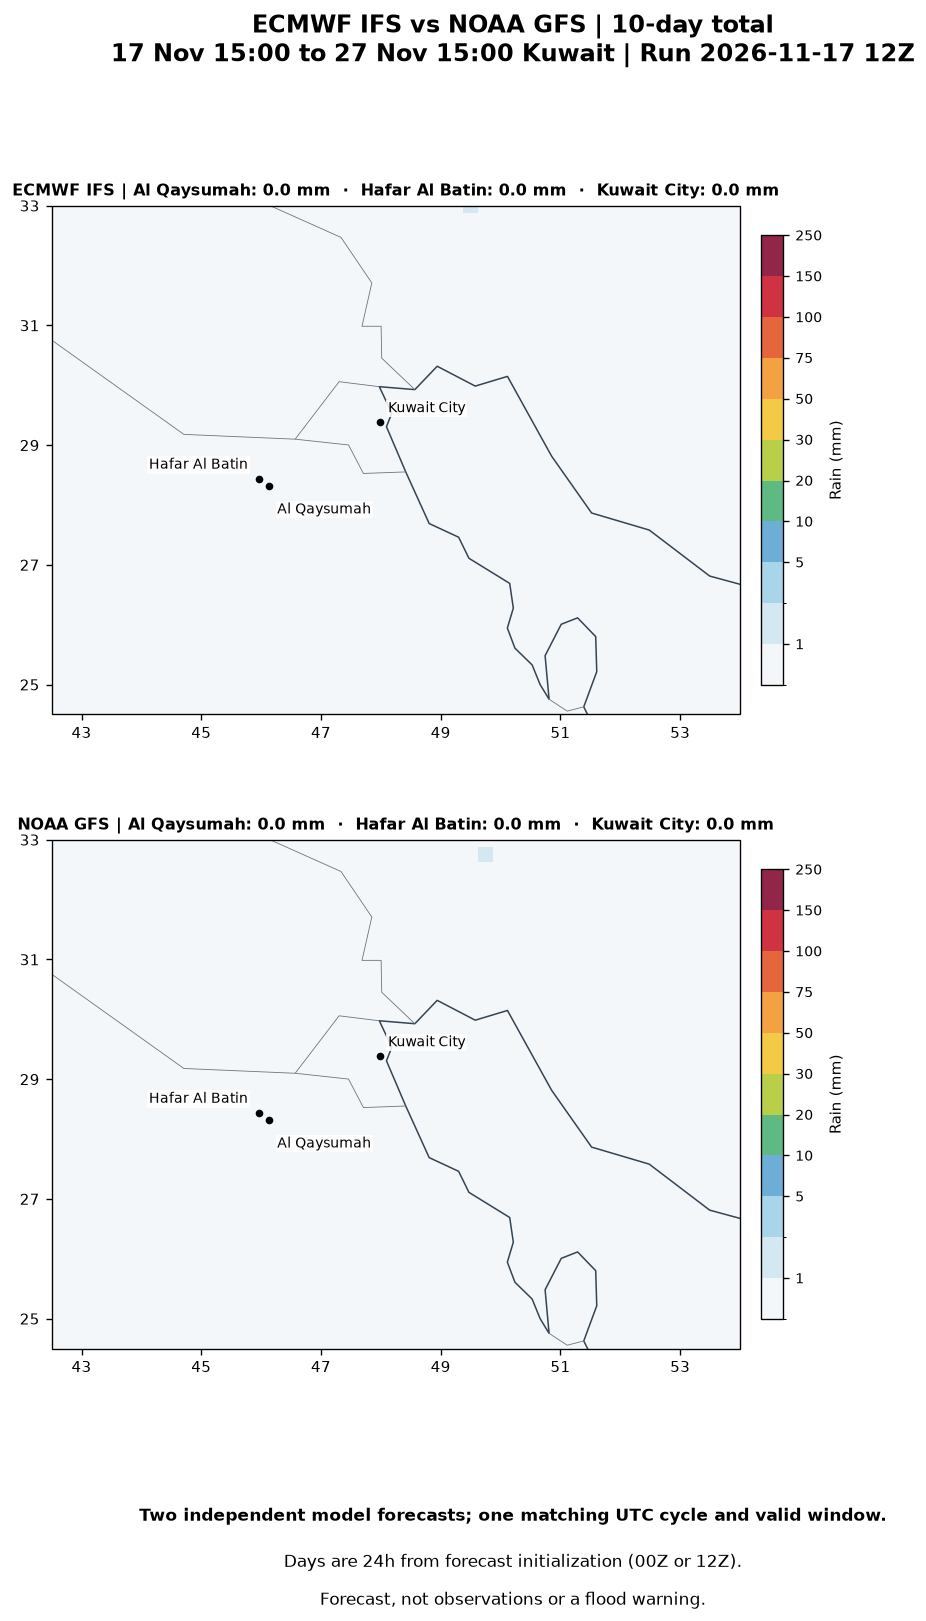 ECMWF IFS vs NOAA GFS | 10-day total
17 Nov 15:00 to 27 Nov 15:00 Kuwait | Run 2026-11-17 12Z
ECMWF IFS | Al Qaysumah: 0.0 mm · Hafar Al Batin: 0.0 mm · Kuwait City: 0.0 mm
33
31
29
27
25
43 45 47 49 51 53
Kuwait City
Hafar Al Batin
Al Qaysumah
250
150
100
75
50
30
20
10
5
1
Rain (mm)
NOAA GFS | Al Qaysumah: 0.0 mm · Hafar Al Batin: 0.0 mm · Kuwait City: 0.0 mm
33
31
29
27
25
43 45 47 49 51 53
Kuwait City
Hafar Al Batin
Al Qaysumah
250
150
100
75
50
30
20
10
5
1
Rain (mm)
Two independent model forecasts; one matching UTC cycle and valid window.
Days are 24h from forecast initialization (00Z or 12Z).
Forecast, not observations or a flood warning.